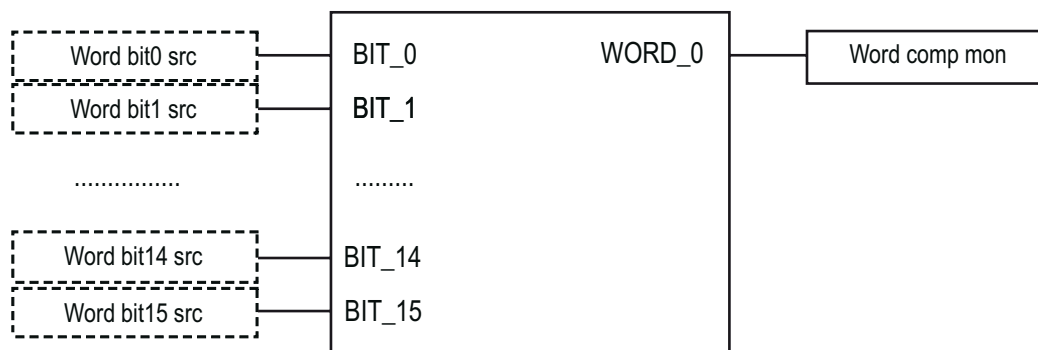 Word bit0 src BIT_0 WORD_0 Word comp mon
Word bit1 src BIT_1
................ .........
Word bit14 src BIT_14
Word bit15 src BIT_15